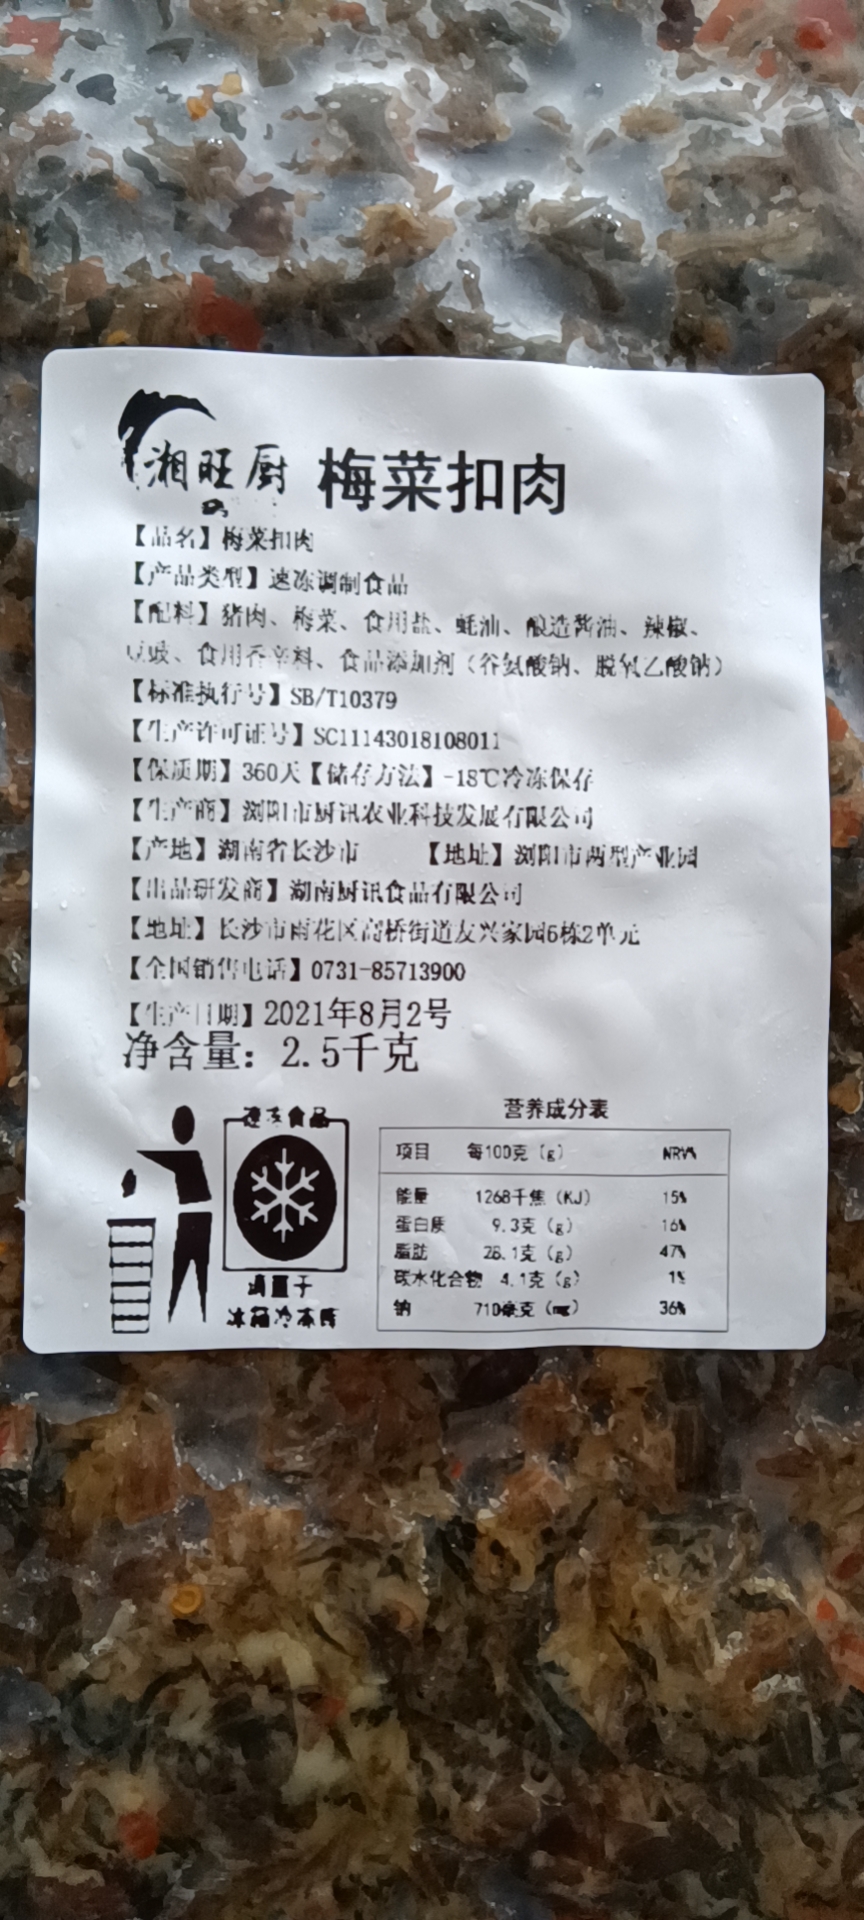 湘旺厨 梅菜扣肉
【品名】梅菜扣肉
【产品类型】速冻调制食品
【配料】猪肉、梅菜、食用盐、蚝油、酿造酱油、辣椒、
豆豉、食用香辛料、食品添加剂（谷氨酸钠、脱氢乙酸钠）
【标准执行号】SB/T10379
【生产许可证号】SC11143018108011
【保质期】360天【储存方法】-18℃冷冻保存
【生产商】浏阳市厨讯农业科技发展有限公司
【产地】湖南省长沙市 【地址】浏阳市两型产业园
【出品研发商】湖南厨讯食品有限公司
【地址】长沙市雨花区高桥街道友兴家园6栋2单元
【全国销售电话】0731-85713900
【生产日期】2021年8月2号
净含量：2.5千克
速冻食品
请置于
营养成分表
项目 每100克（g） NRV%
能量 1268千焦（KJ） 15%
蛋白质 9.3克（g） 16%
脂肪 28.1克（g） 47%
碳水化合物 4.1克（g） 1%
钠 710毫克（mg） 36%